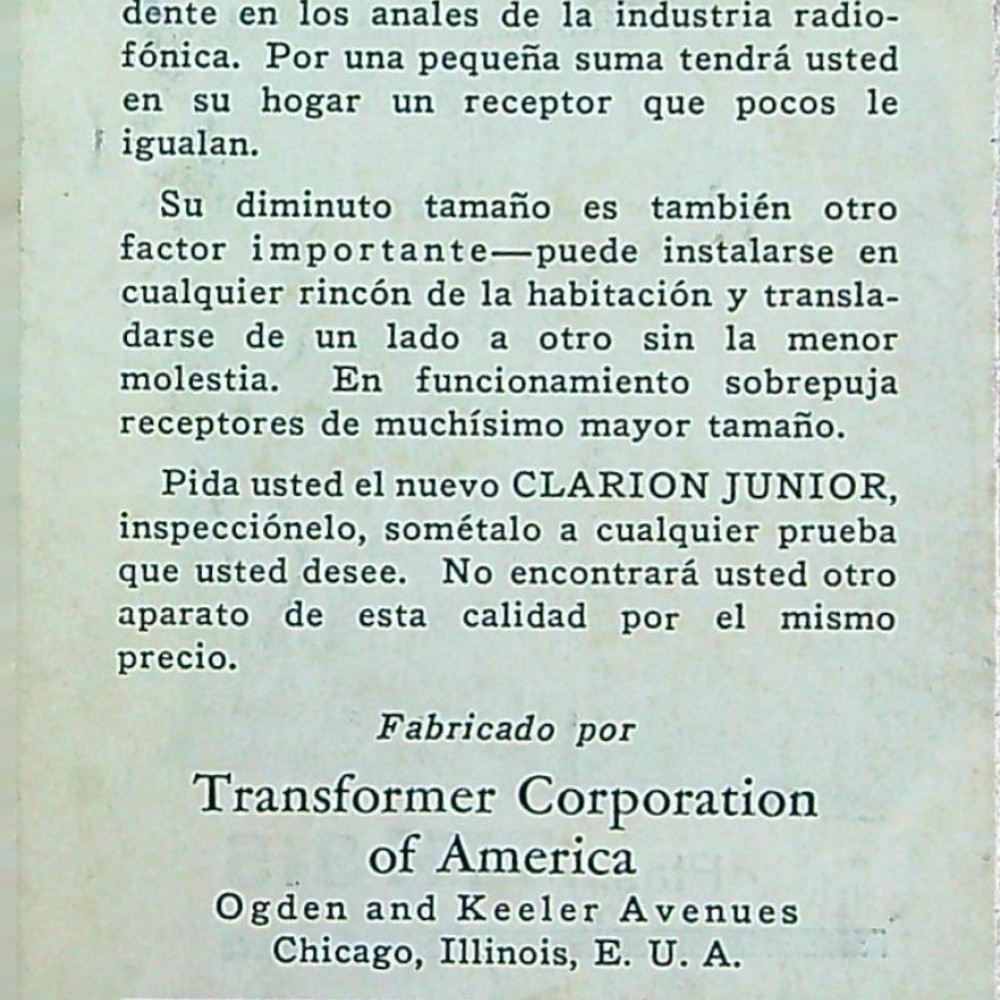 dente en los anales de la industria radio-
fónica. Por una pequeña suma tendrá usted
en su hogar un receptor que pocos le
igualan.
Su diminuto tamaño es también otro
factor importante—puede instalarse en
cualquier rincón de la habitación y transla-
darse de un lado a otro sin la menor
molestia. En funcionamiento sobrepuja
receptores de muchísimo mayor tamaño.
Pida usted el nuevo CLARION JUNIOR,
inspecciónelo, sométalo a cualquier prueba
que usted desee. No encontrará usted otro
aparato de esta calidad por el mismo
precio.
Fabricado por
Transformer Corporation
of America
Ogden and Keeler Avenues
Chicago, Illinois, E. U. A.